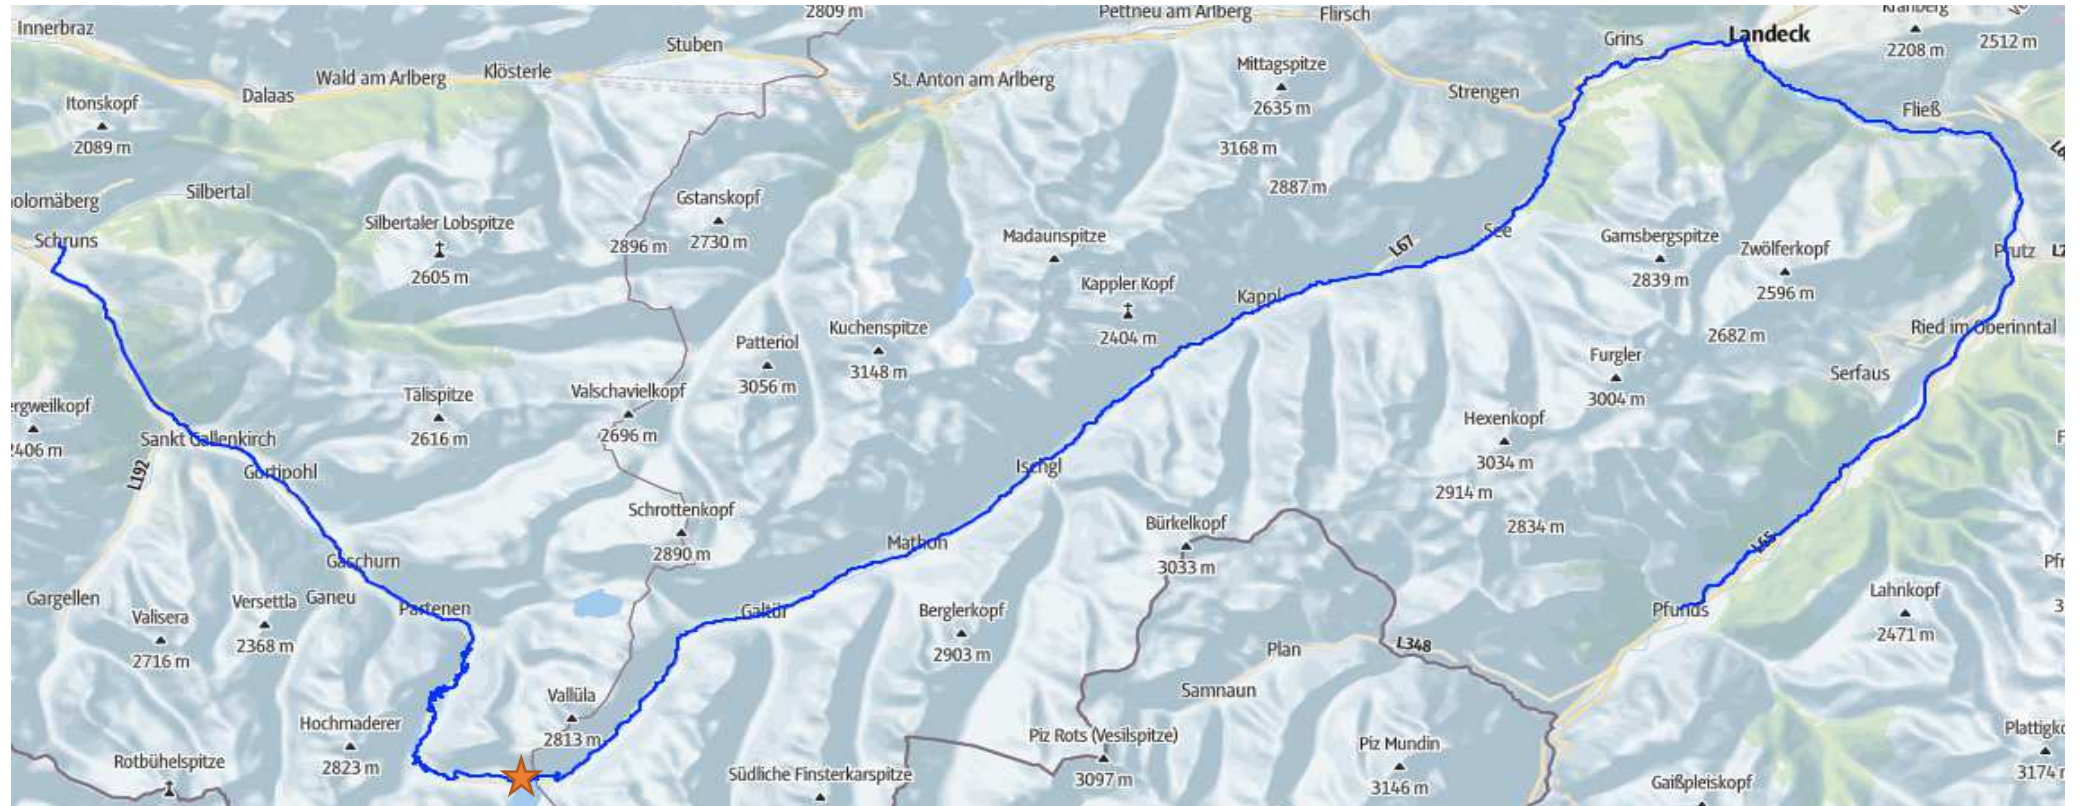 2809 m
Pettneu am Arlberg
Flirsch
Innerbraz
Stuben
Grins
Landeck
2208 m
2512 m
Wald am Arlberg
Klösterle
Dalaas
St. Anton am Arlberg
Mittagspitze
2635 m
Strengen
Fließ
Itonskopf
2089 m
3168 m
2887 m
Silbertal
olomäberg
Schruns
Silbertaler Lobspitze
2605 m
Gstanskopf
2730 m
2896 m
Madaunspitze
See
L67
Gamsbergspitze
2839 m
Zwölferkopf
2596 m
Prutz
Kappler Kopf
2404 m
Kappl
Kuchenspitze
3148 m
Patteriol
3056 m
2682 m
Ried im Oberinntal
Furgler
3004 m
Serfaus
ergweilkopf
2406 m
Tälispitze
2616 m
Valschavielkopf
2696 m
Hexenkopf
3034 m
Sankt Gallenkirch
L192
Gortipohl
Ischgl
2914 m
2834 m
Schrottenkopf
2890 m
Bürkelkopf
3033 m
Mathon
L65
Gaschurn
Gargellen
Versettla
2368 m
Ganeu
Partenen
Valisera
2716 m
Galtür
Berglerkopf
2903 m
Pfunds
Lahnkopf
2471 m
Plan
L348
Samnaun
Vallüla
2813 m
Hochmaderer
2823 m
Rotbühelspitze
Südliche Finsterkarspitze
Piz Rots (Vesilspitze)
3097 m
Piz Mundin
3146 m
Gaißpleiskopf
Plattigko
3174